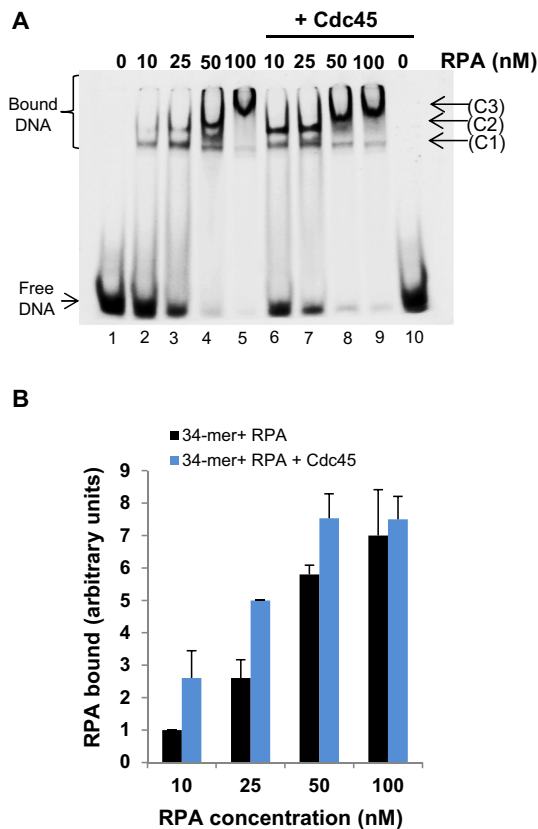 A
+ Cdc45
0 10 25 50 100 10 25 50 100 0 RPA (nM)
Bound
DNA
(C3)
(C2)
(C1)
Free
DNA
1 2 3 4 5 6 7 8 9 10
B
34-mer+ RPA
34-mer+ RPA + Cdc45
RPA bound (arbitrary units)
9
8
7
6
5
4
3
2
1
0
10 25 50 100
RPA concentration (nM)